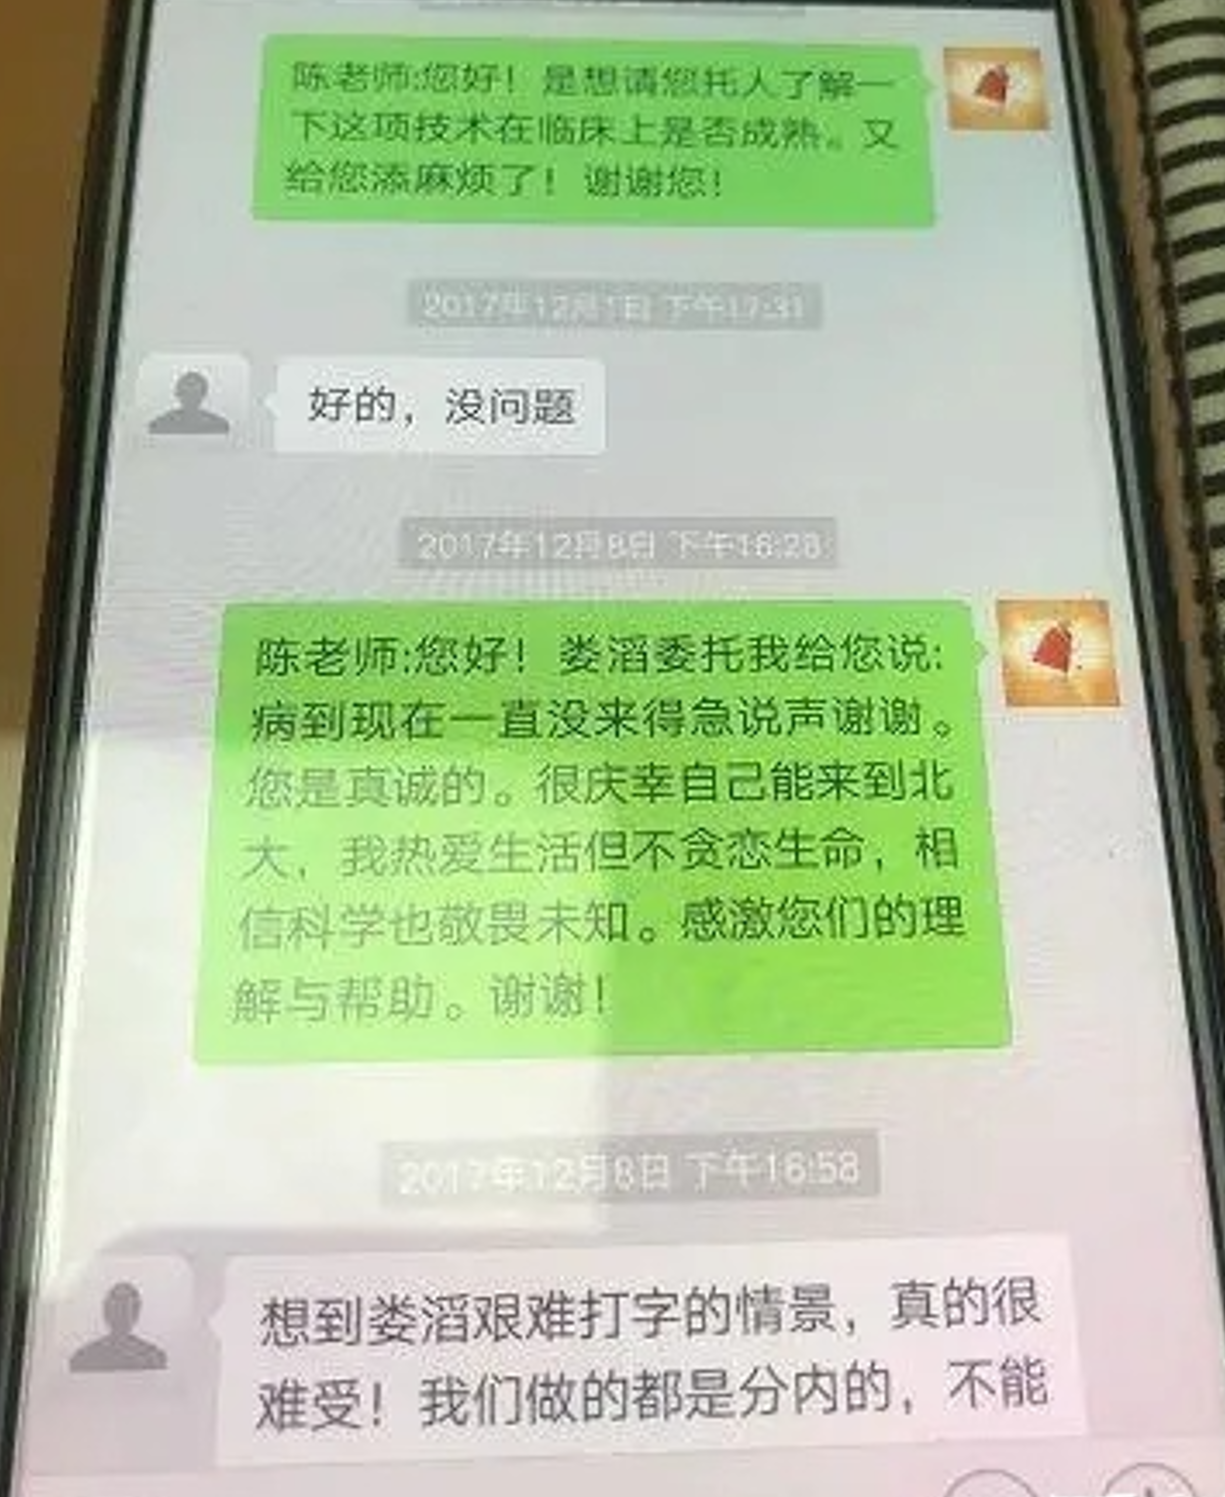 陈老师:您好！是想请您托人了解一
下这项技术在临床上是否成熟。又
给您添麻烦了！谢谢您！
2017年12月1日 下午17:31
好的，没问题
2017年12月8日 下午16:28
陈老师:您好！娄滔委托我给您说:
病到现在一直没来得急说声谢谢。
您是真诚的。很庆幸自己能来到北
大，我热爱生活但不贪恋生命，相
信科学也敬畏未知。感激您们的理
解与帮助。谢谢！
2017年12月8日 下午16:58
想到娄滔艰难打字的情景，真的很
难受！我们做的都是分内的，不能